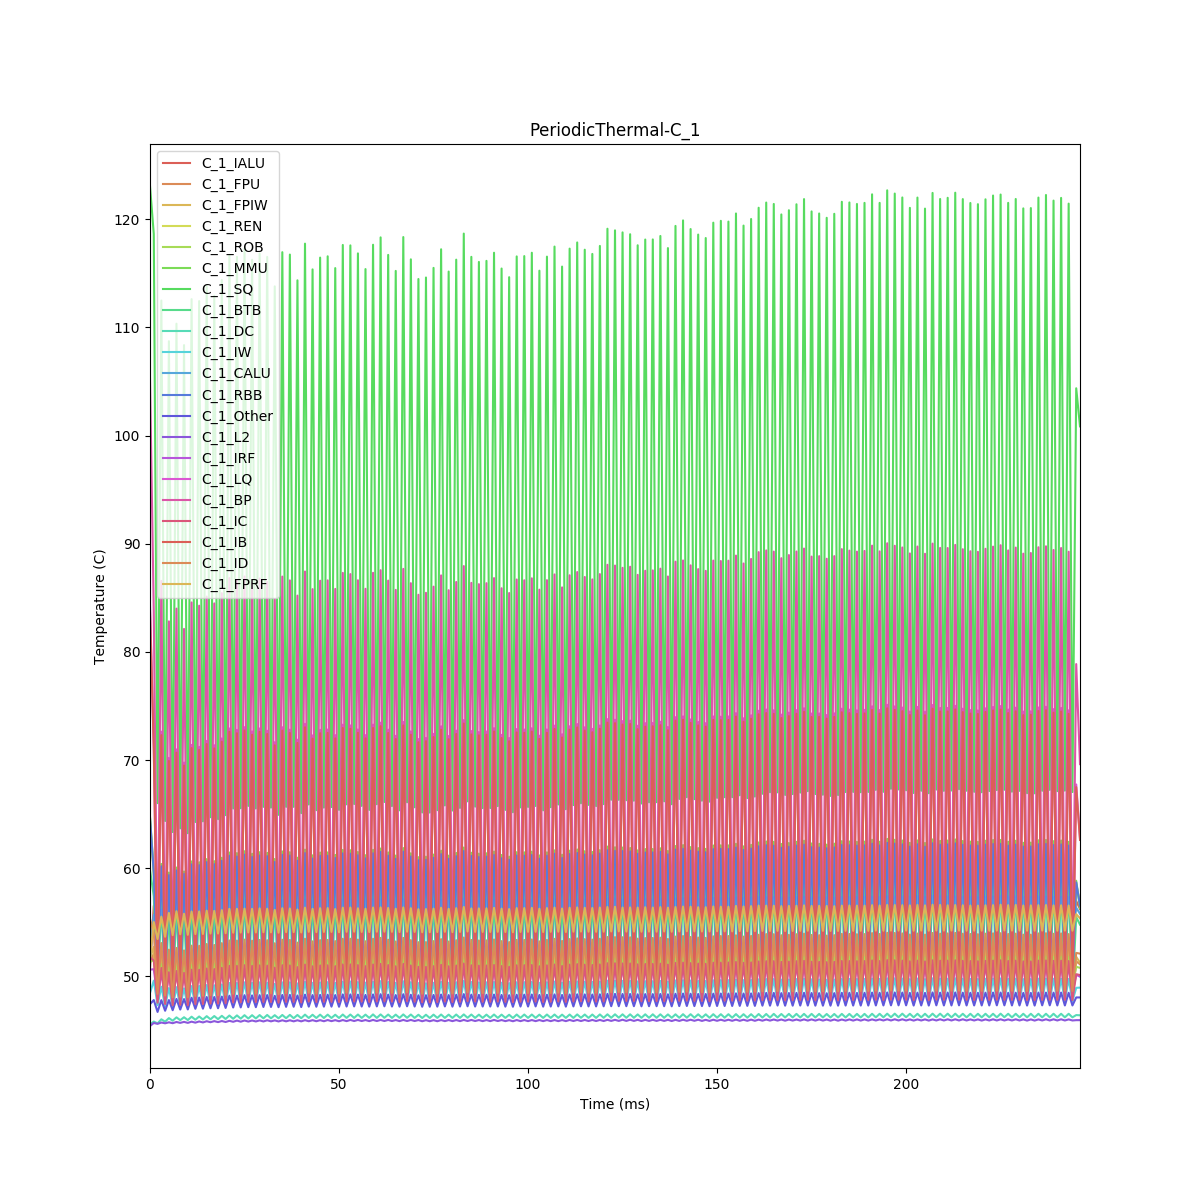 PeriodicThermal-C_1
C_1_IALU
C_1_FPU
C_1_FPIW
C_1_REN
C_1_ROB
C_1_MMU
C_1_SQ
C_1_BTB
C_1_DC
C_1_IW
C_1_CALU
C_1_RBB
C_1_Other
C_1_L2
C_1_IRF
C_1_LQ
C_1_BP
C_1_IC
C_1_IB
C_1_ID
C_1_FPRF
120
110
100
90
80
70
60
50
Temperature (C)
0 50 100 150 200
Time (ms)